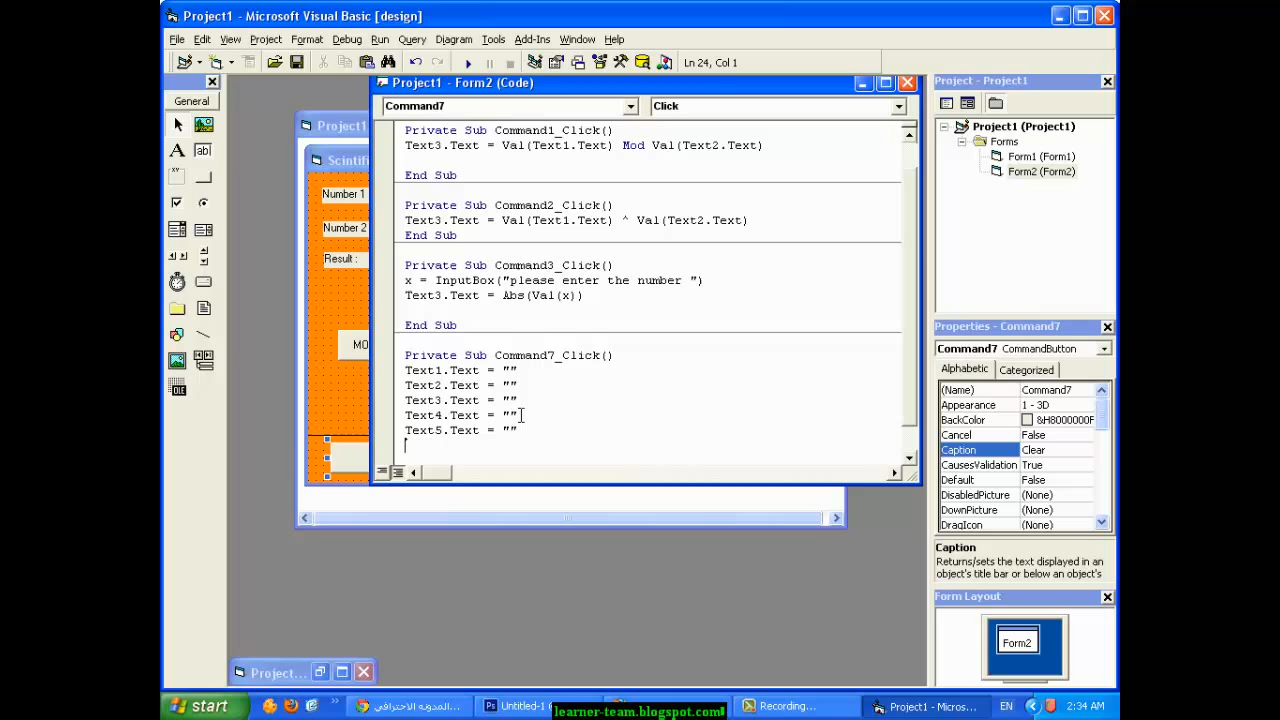 Project1 - Microsoft Visual Basic [design]
File Edit View Project Format Debug Run Query Diagram Tools Add-Ins Window Help
Ln 24, Col 1
General
Project1
Scintifi
Number 1
Number 2
Result :
MO
Project1 - Form2 (Code)
Command7 Click
Private Sub Command1_Click()
Text3.Text = Val(Text1.Text) Mod Val(Text2.Text)
End Sub
Private Sub Command2_Click()
Text3.Text = Val(Text1.Text) ^ Val(Text2.Text)
End Sub
Private Sub Command3_Click()
x = InputBox("please enter the number ")
Text3.Text = Abs(Val(x))
End Sub
Private Sub Command7_Click()
Text1.Text = ""
Text2.Text = ""
Text3.Text = ""
Text4.Text = ""
Text5.Text = ""
Project - Project1
Project1 (Project1)
Forms
Form1 (Form1)
Form2 (Form2)
Properties - Command7
Command7 CommandButton
Alphabetic Categorized
(Name) Command7
Appearance 1 - 3D
BackColor &H8000000F
Cancel False
Caption Clear
CausesValidation True
Default False
DisabledPicture (None)
DownPicture (None)
DragIcon (None)
Caption
Returns/sets the text displayed in
an object's title bar or below an object's
Form Layout
Form2
Project...
start
المدونه الاحترافي...
Untitled-1
Recording...
Project1 - Micros...
EN
2:34 AM
learner-team.blogspot.com